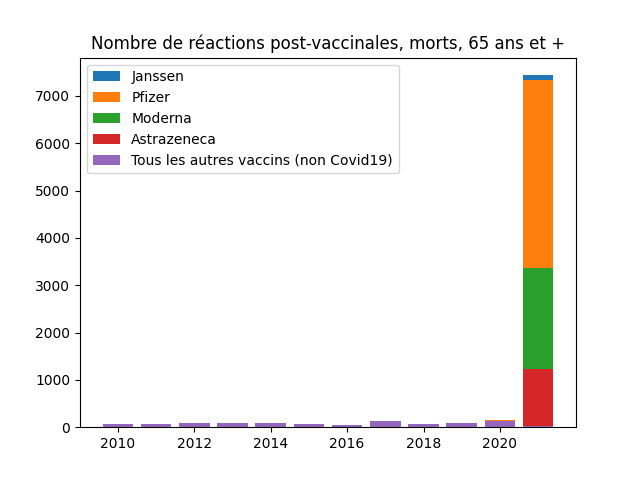 Nombre de réactions post-vaccinales, morts, 65 ans et +
Janssen
Pfizer
Moderna
Astrazeneca
Tous les autres vaccins (non Covid19)
7000
6000
5000
4000
3000
2000
1000
0
2010 2012 2014 2016 2018 2020